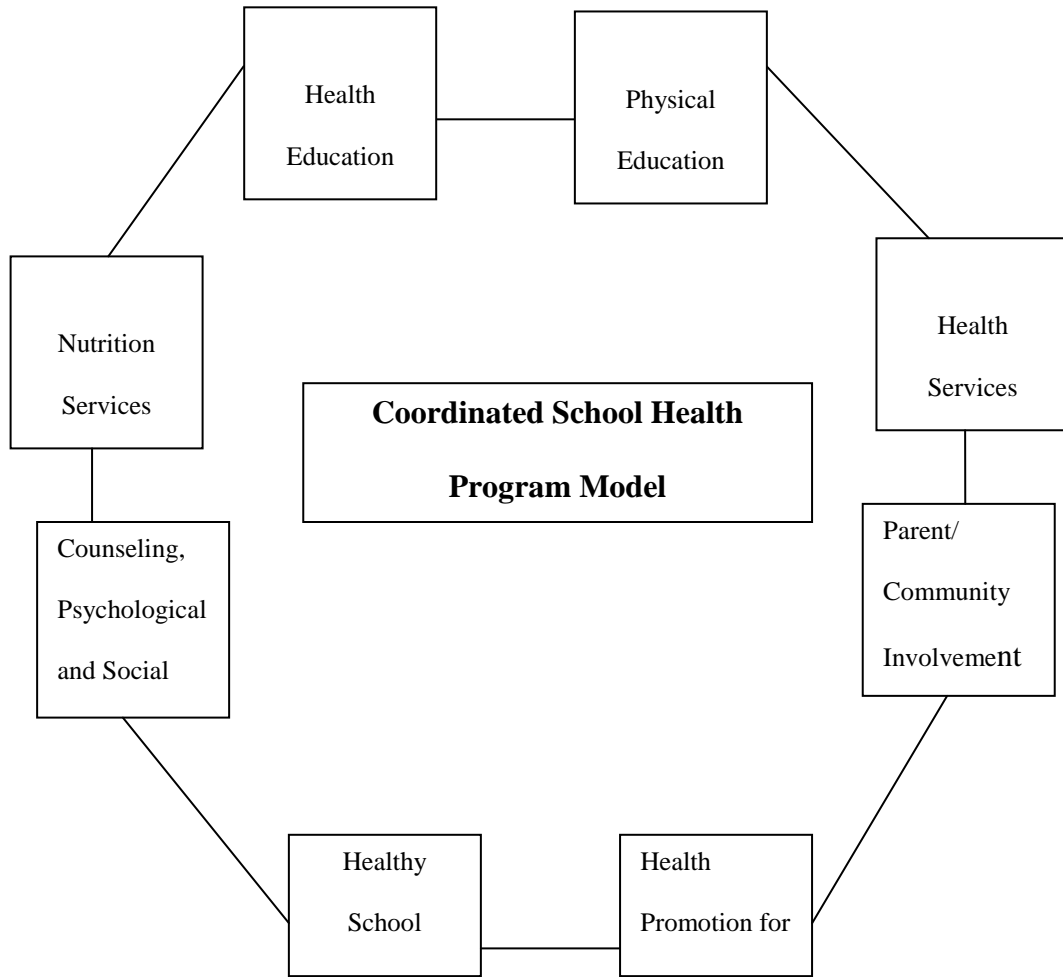 Health
Education
Physical
Education
Nutrition
Services
Health
Services
Coordinated School Health
Program Model
Counseling,
Psychological
and Social
Parent/
Community
Involvement
Healthy
School
Health
Promotion for